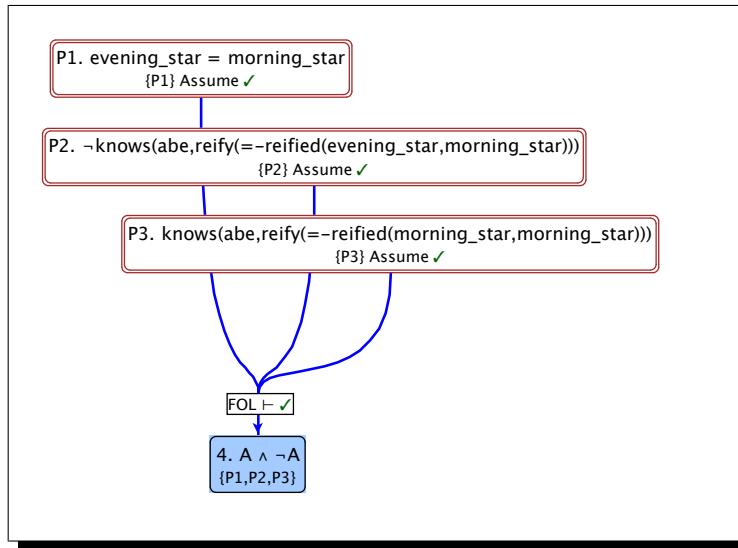 P1. evening_star = morning_star
{P1} Assume ✓
P2. ¬knows(abe,reify(=-reified(evening_star,morning_star)))
{P2} Assume ✓
P3. knows(abe,reify(=-reified(morning_star,morning_star)))
{P3} Assume ✓
FOL ⊢ ✓
4. A ∧ ¬A
{P1,P2,P3}